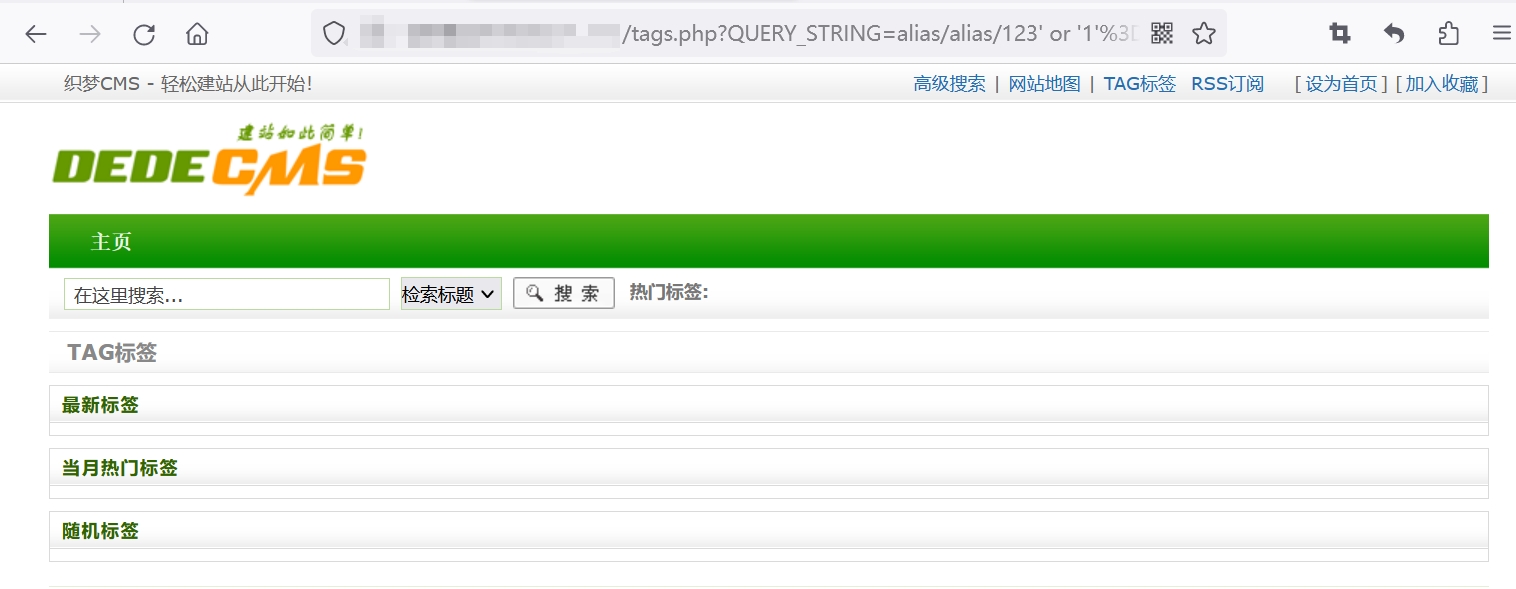 /tags.php?QUERY_STRING=alias/alias/123' or '1'%3D
织梦CMS - 轻松建站从此开始！ 高级搜索 | 网站地图 | TAG标签 RSS订阅 [ 设为首页 ] [ 加入收藏 ]
建站如此简单!
DEDECMS
主页
在这里搜索... 检索标题 搜 索 热门标签:
TAG标签
最新标签
当月热门标签
随机标签